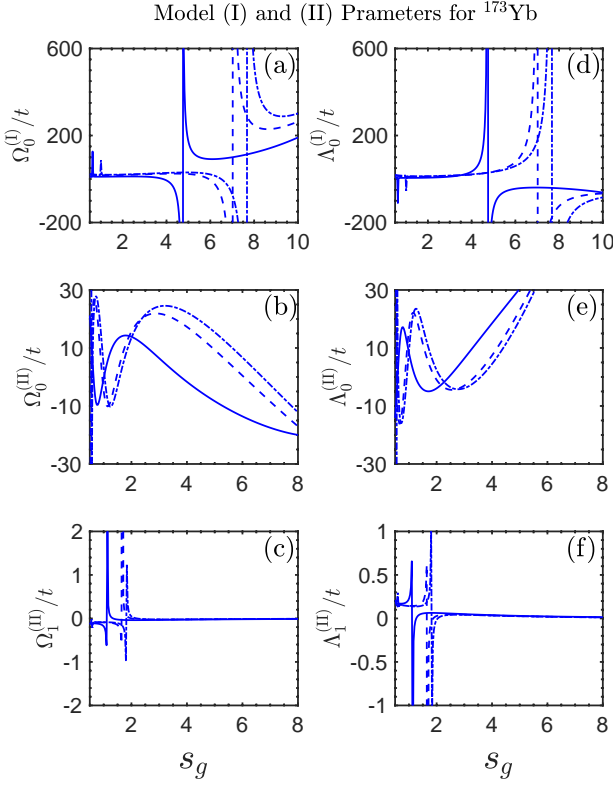 Model (I) and (II) Prameters for ¹⁷³Yb
(a)
Ω₀⁽ᴵ⁾/t
600
200
-200
2 4 6 8 10
(d)
Λ₀⁽ᴵ⁾/t
600
200
-200
2 4 6 8 10
(b)
Ω₀⁽ᴵᴵ⁾/t
30
10
-10
-30
2 4 6 8
(e)
Λ₀⁽ᴵᴵ⁾/t
30
10
-10
-30
2 4 6 8
(c)
Ω₁⁽ᴵᴵ⁾/t
2
1
0
-1
-2
2 4 6 8
s_g
(f)
Λ₁⁽ᴵᴵ⁾/t
1
0.5
0
-0.5
-1
2 4 6 8
s_g